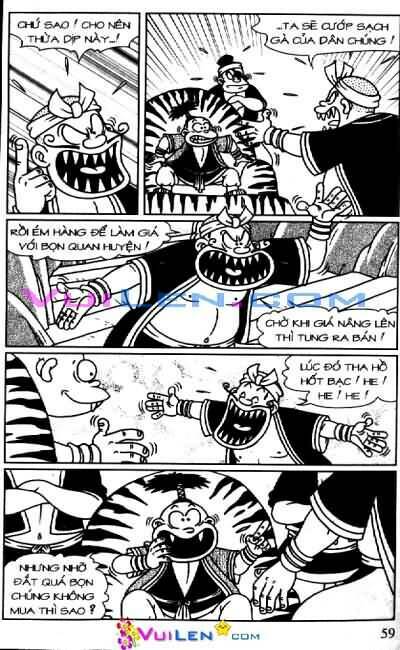 CHỨ SAO! CHO NÊN
THỪA DỊP NÀY...!
...TA SẼ CƯỚP SẠCH
GÀ CỦA DÂN CHÚNG!
RỒI ÉM HÀNG ĐỂ LÀM GIÁ
VỚI BỌN QUAN HUYỆN!
VUILEN.COM
CHỜ KHI GIÁ NÂNG LÊN
THÌ TUNG RA BÁN!
LÚC ĐÓ THA HỒ
HỐT BẠC! HE!
HE! HE!
NHƯNG NHỠ
ĐẮT QUÁ BỌN
CHÚNG KHÔNG
MUA THÌ SAO?
59
VUILEN.COM